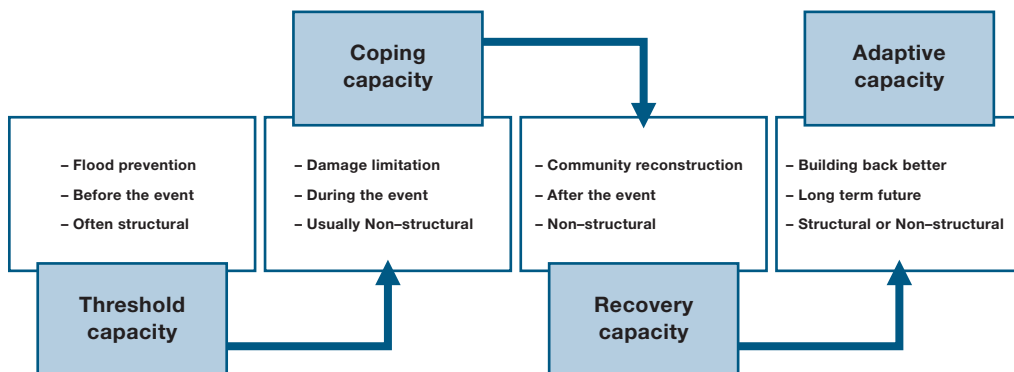 Coping
capacity
Adaptive
capacity
– Flood prevention
– Before the event
– Often structural
– Damage limitation
– During the event
– Usually Non–structural
– Community reconstruction
– After the event
– Non–structural
– Building back better
– Long term future
– Structural or Non–structural
Threshold
capacity
Recovery
capacity